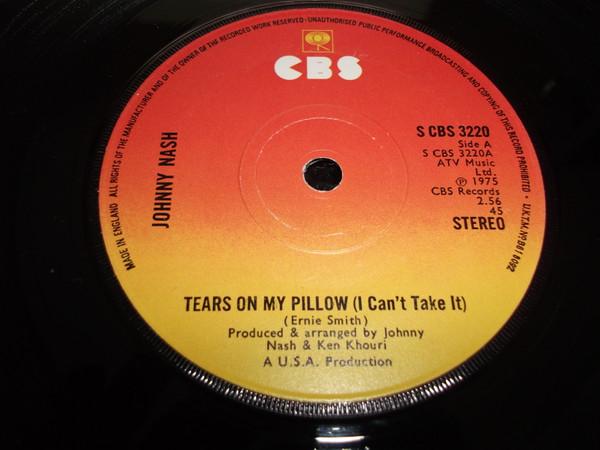 MADE IN ENGLAND ALL RIGHTS OF THE MANUFACTURER AND OF THE OWNER OF THE RECORDED WORK RESERVED · UNAUTHORISED PUBLIC PERFORMANCE BROADCASTING AND COPYING OF THIS RECORD PROHIBITED · U.K.T.M. Nº B618092
CBS
JOHNNY NASH
S CBS 3220
Side A
S CBS 3220A
ATV Music
Ltd.
℗ 1975
CBS Records
2.56
45
STEREO
TEARS ON MY PILLOW (I Can't Take It)
(Ernie Smith)
Produced & arranged by Johnny
Nash & Ken Khouri
A U.S.A. Production